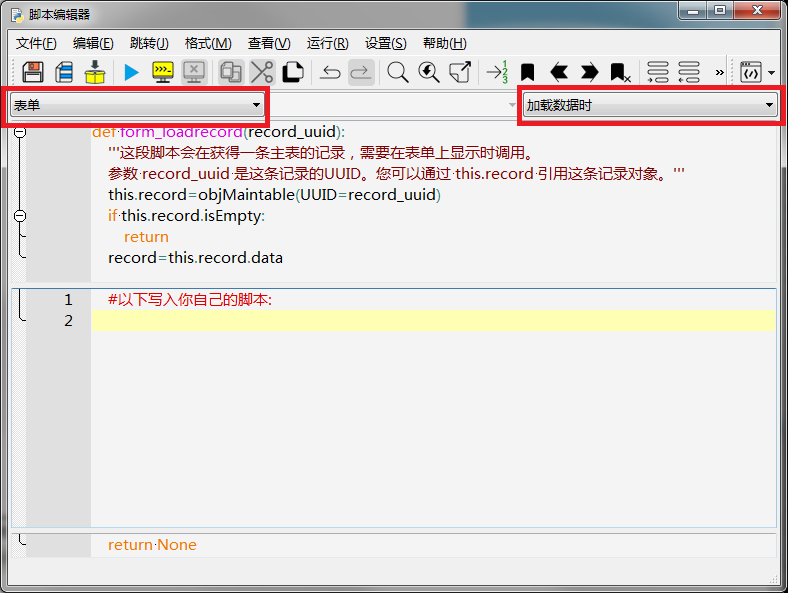 脚本编辑器
文件(F) 编辑(E) 跳转(J) 格式(M) 查看(V) 运行(R) 设置(S) 帮助(H)
表单 加载数据时
def form_loadrecord(record_uuid):
'''这段脚本会在获得一条主表的记录，需要在表单上显示时调用。
参数 record_uuid 是这条记录的UUID。您可以通过 this.record 引用这条记录对象。'''
this.record=objMaintable(UUID=record_uuid)
if this.record.isEmpty:
return
record=this.record.data
1 #以下写入你自己的脚本:
2
return None